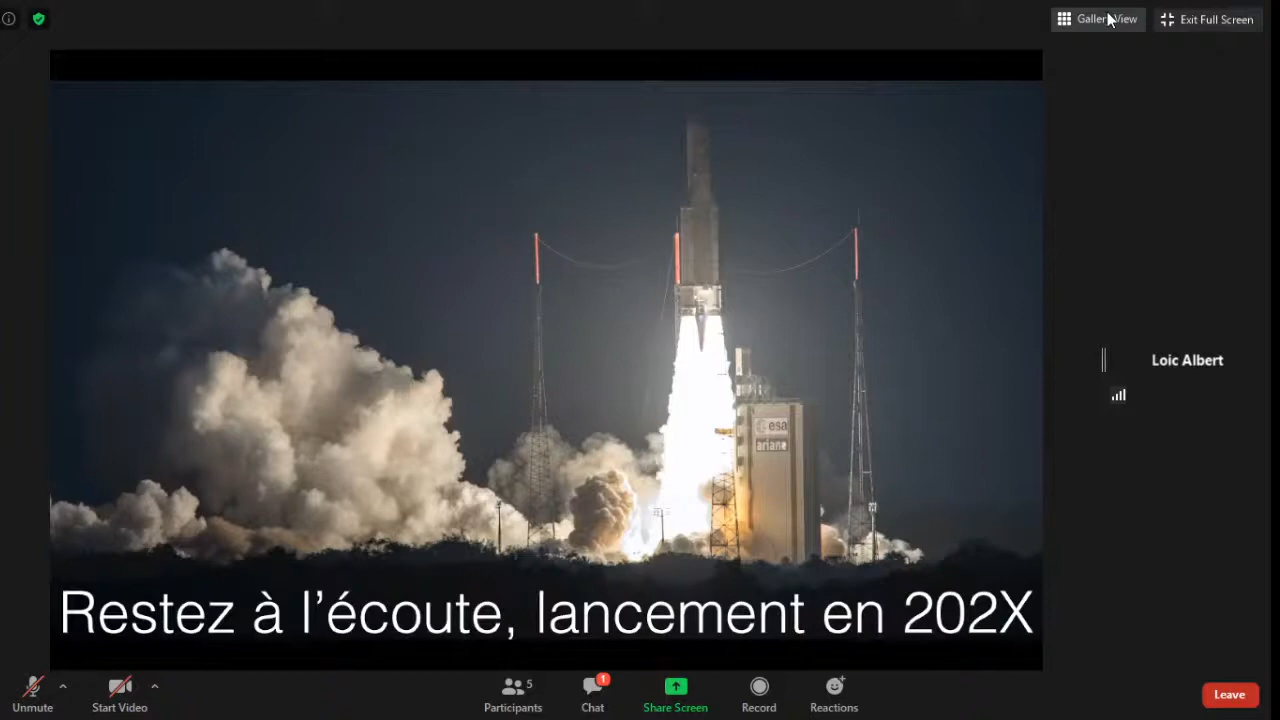 Gallery View
Exit Full Screen
Loic Albert
esa
ariane
Restez à l'écoute, lancement en 202X
Unmute
Start Video
5
Participants
1
Chat
Share Screen
Record
Reactions
Leave